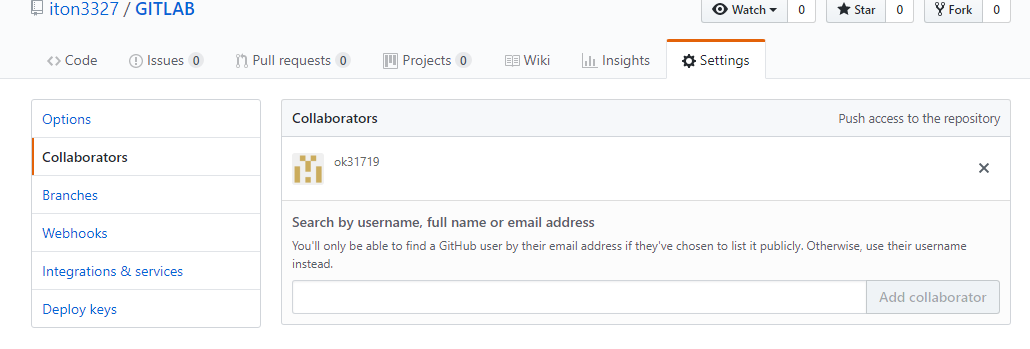 iton3327 / GITLAB
Watch 0 Star 0 Fork 0
Code Issues 0 Pull requests 0 Projects 0 Wiki Insights Settings
Options
Collaborators
Branches
Webhooks
Integrations & services
Deploy keys
Collaborators Push access to the repository
ok31719
Search by username, full name or email address
You'll only be able to find a GitHub user by their email address if they've chosen to list it publicly. Otherwise, use their username
instead.
Add collaborator